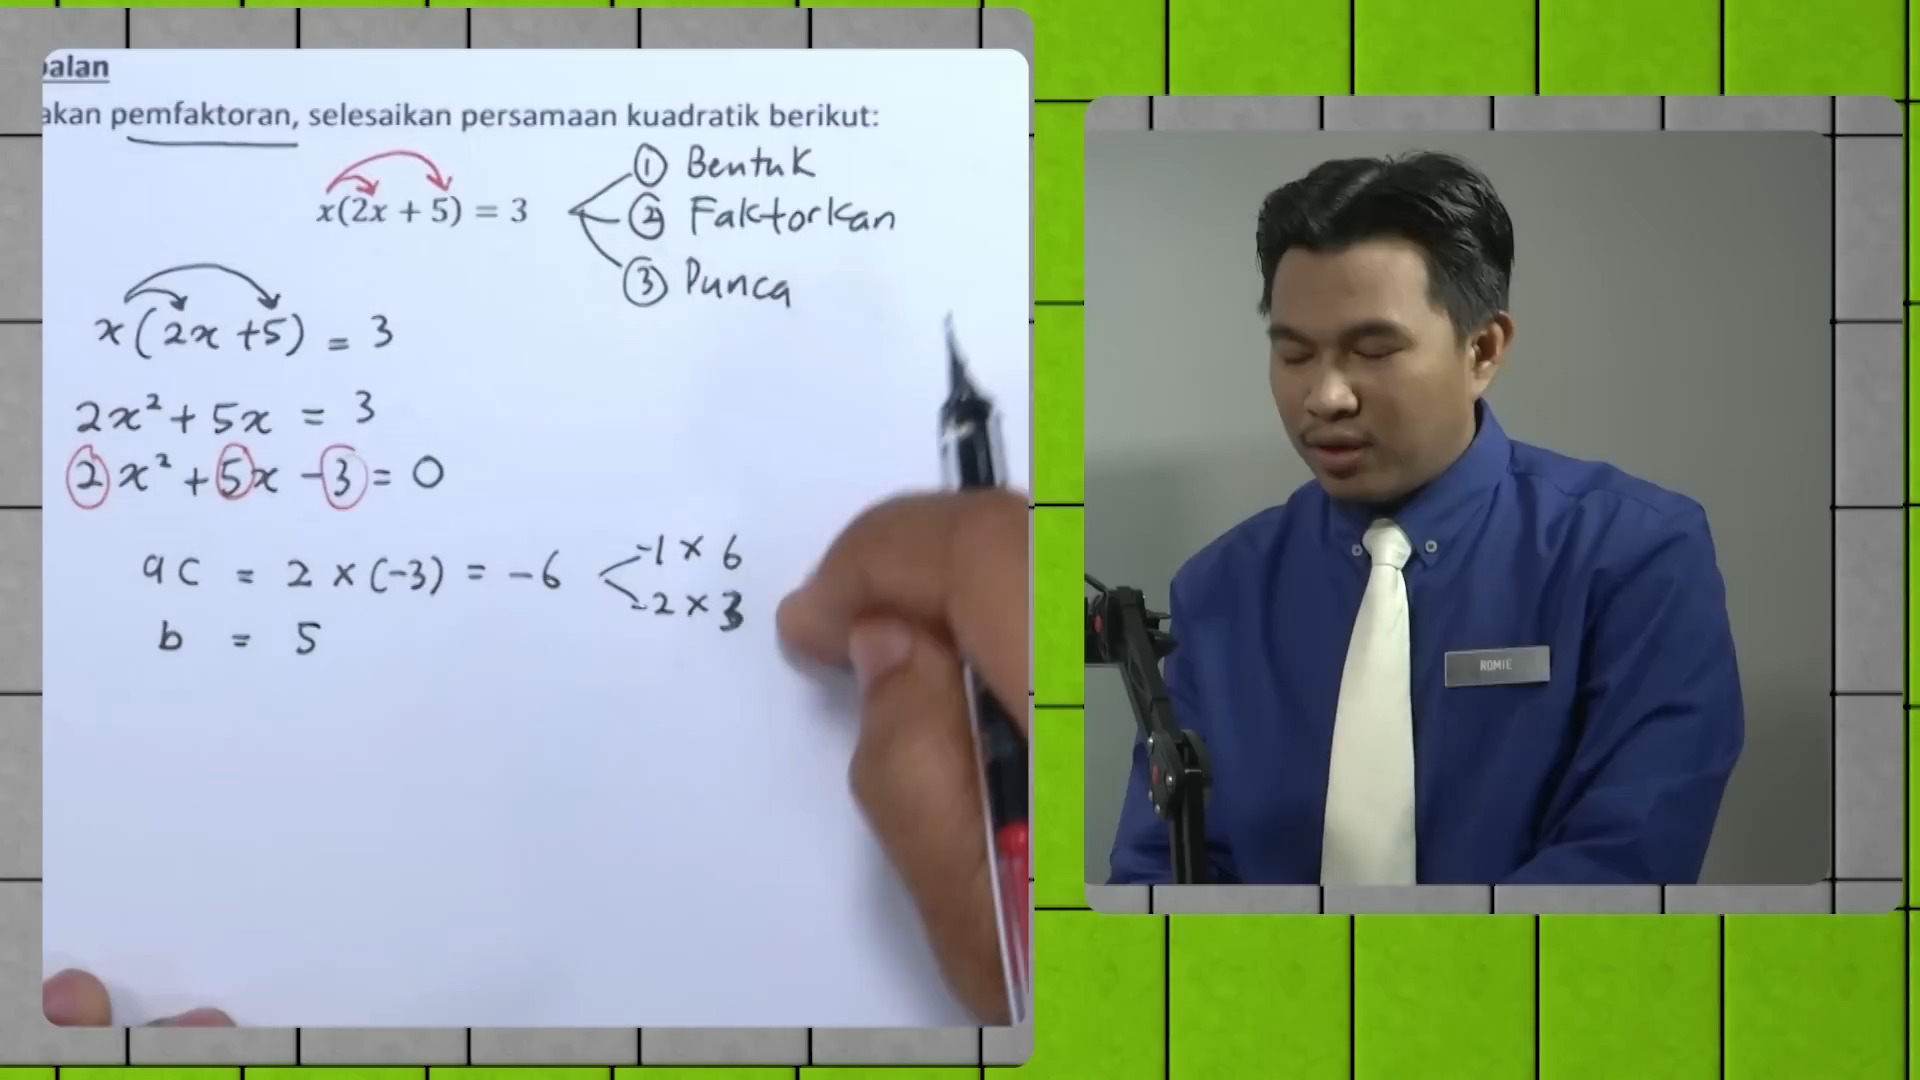 alan
akan pemfaktoran, selesaikan persamaan kuadratik berikut:
x(2x + 5) = 3
① Bentuk
② Faktorkan
③ Punca
x(2x +5) = 3
2x² + 5x = 3
2x² + 5x - 3 = 0
ac = 2 × (-3) = -6
-1 × 6
-2 × 3
b = 5
ROMIE